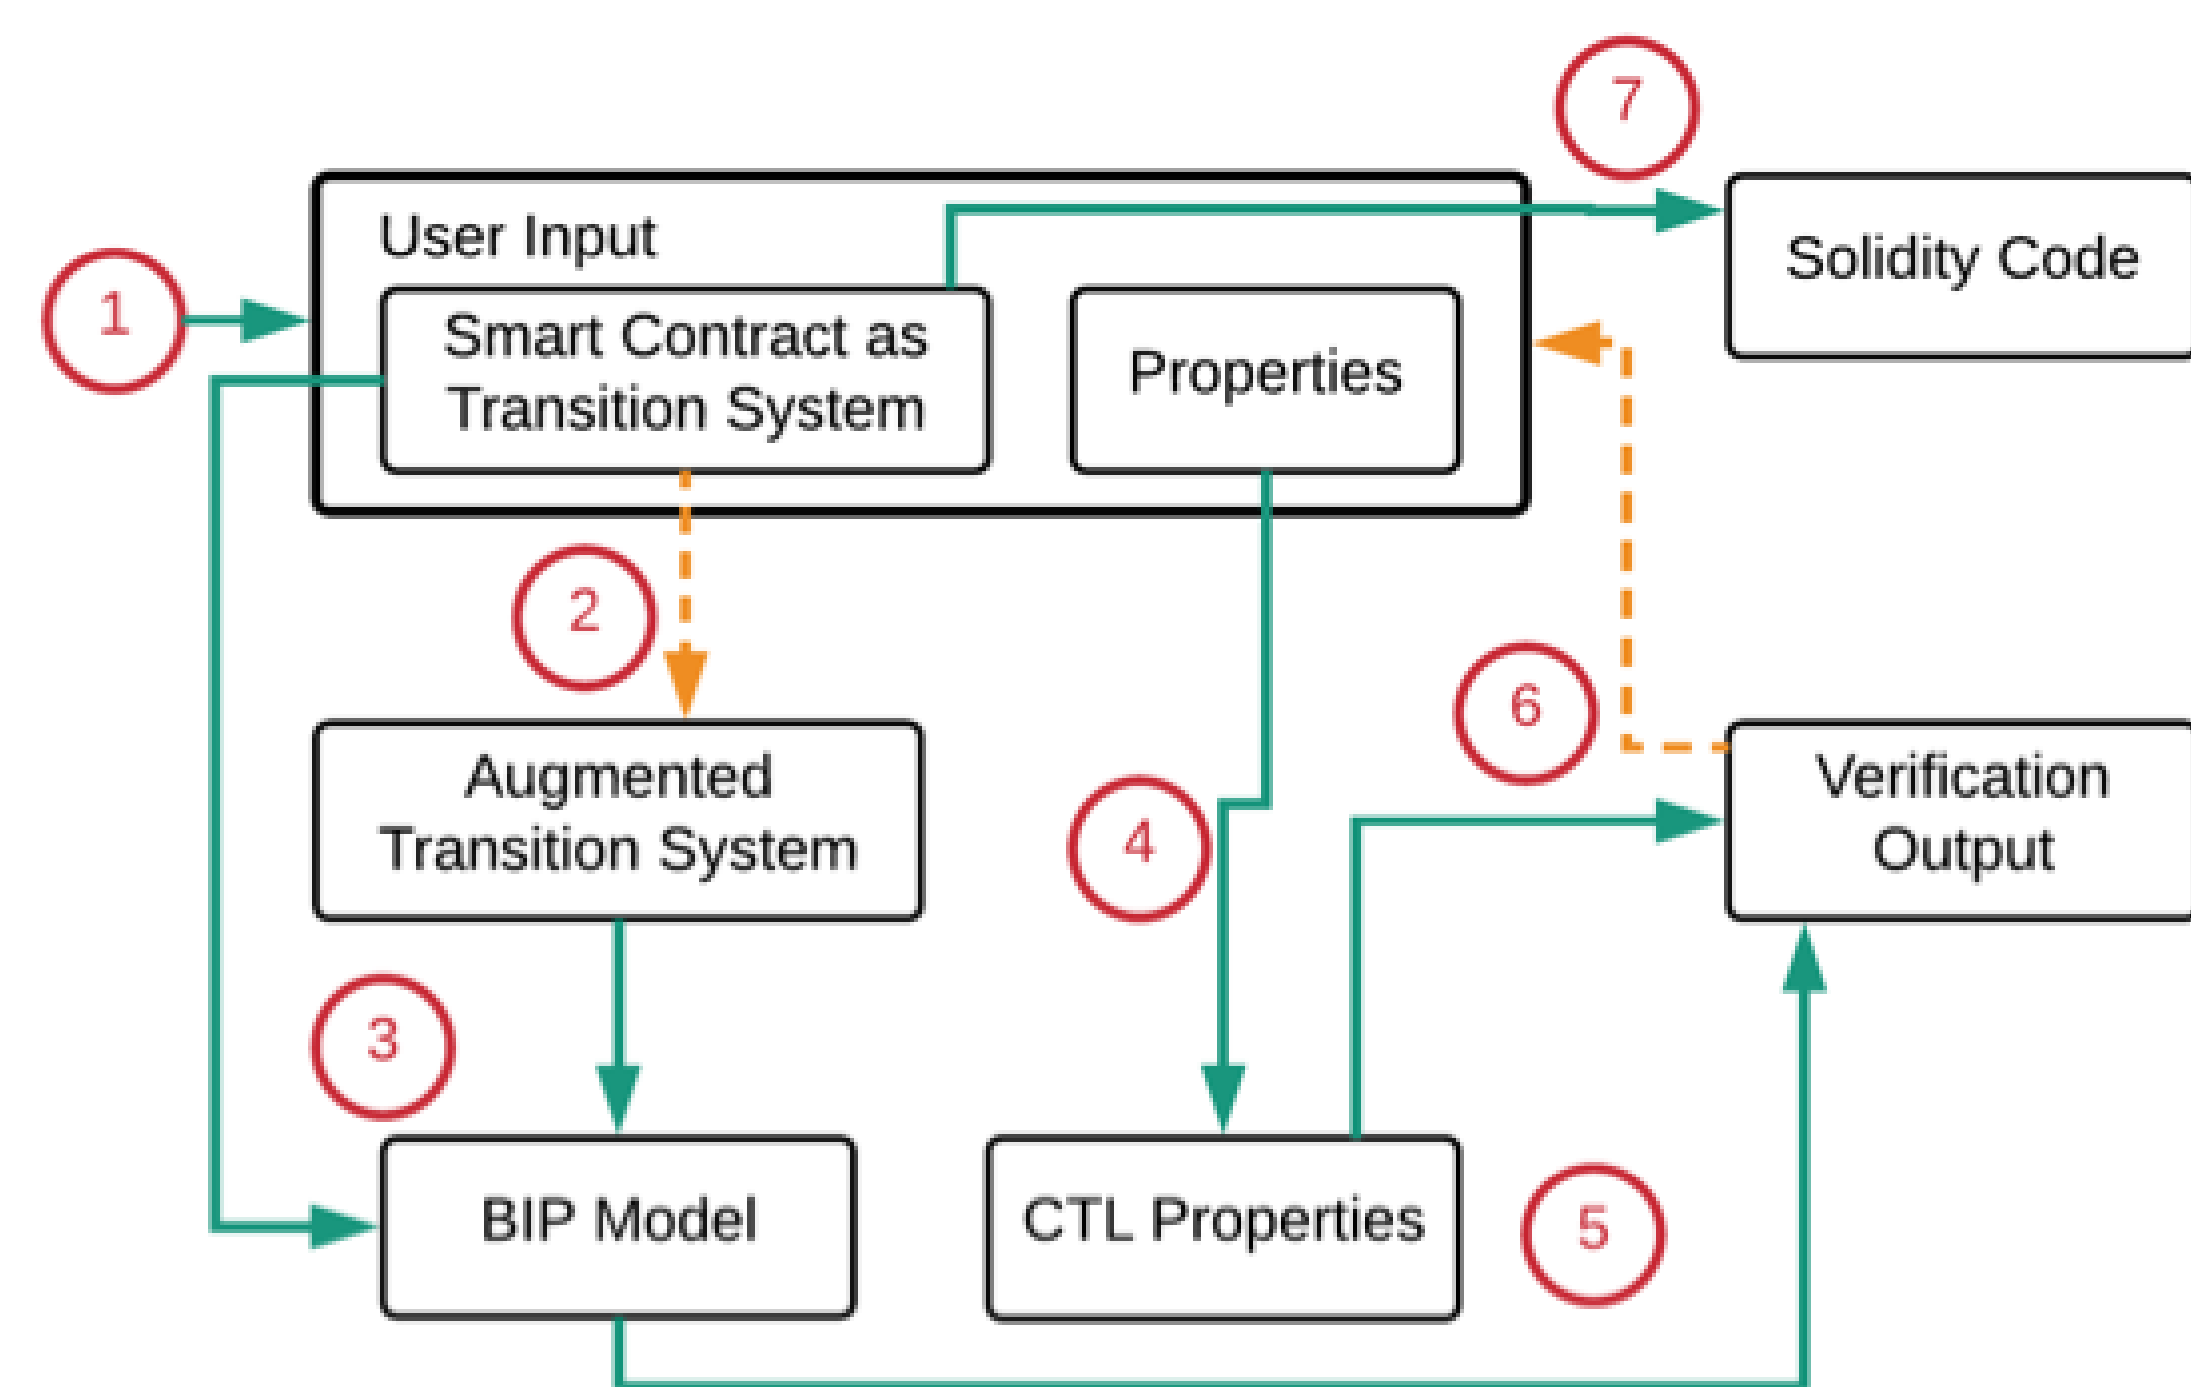 7
User Input
Solidity Code
1
Smart Contract as
Transition System
Properties
2
6
Augmented
Transition System
4
Verification
Output
3
BIP Model
CTL Properties
5